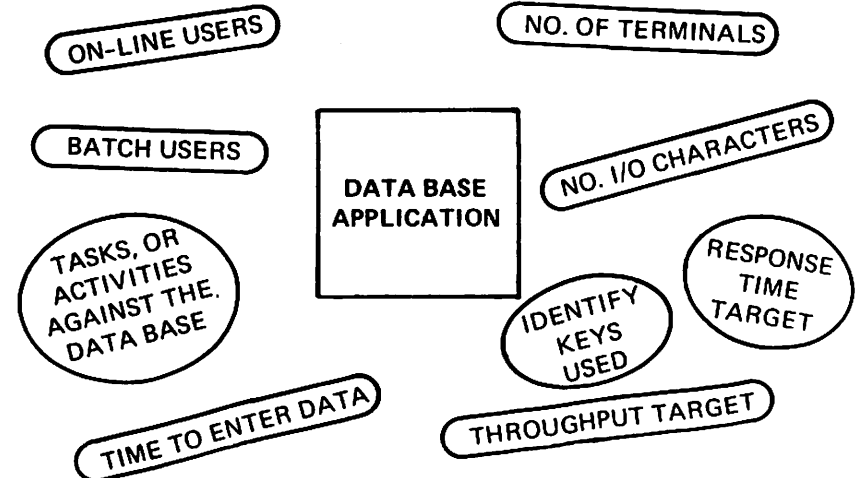 ON-LINE USERS
NO. OF TERMINALS
BATCH USERS
NO. I/O CHARACTERS
DATA BASE
APPLICATION
TASKS, OR
ACTIVITIES
AGAINST THE.
DATA BASE
IDENTIFY
KEYS
USED
RESPONSE
TIME
TARGET
TIME TO ENTER DATA
THROUGHPUT TARGET